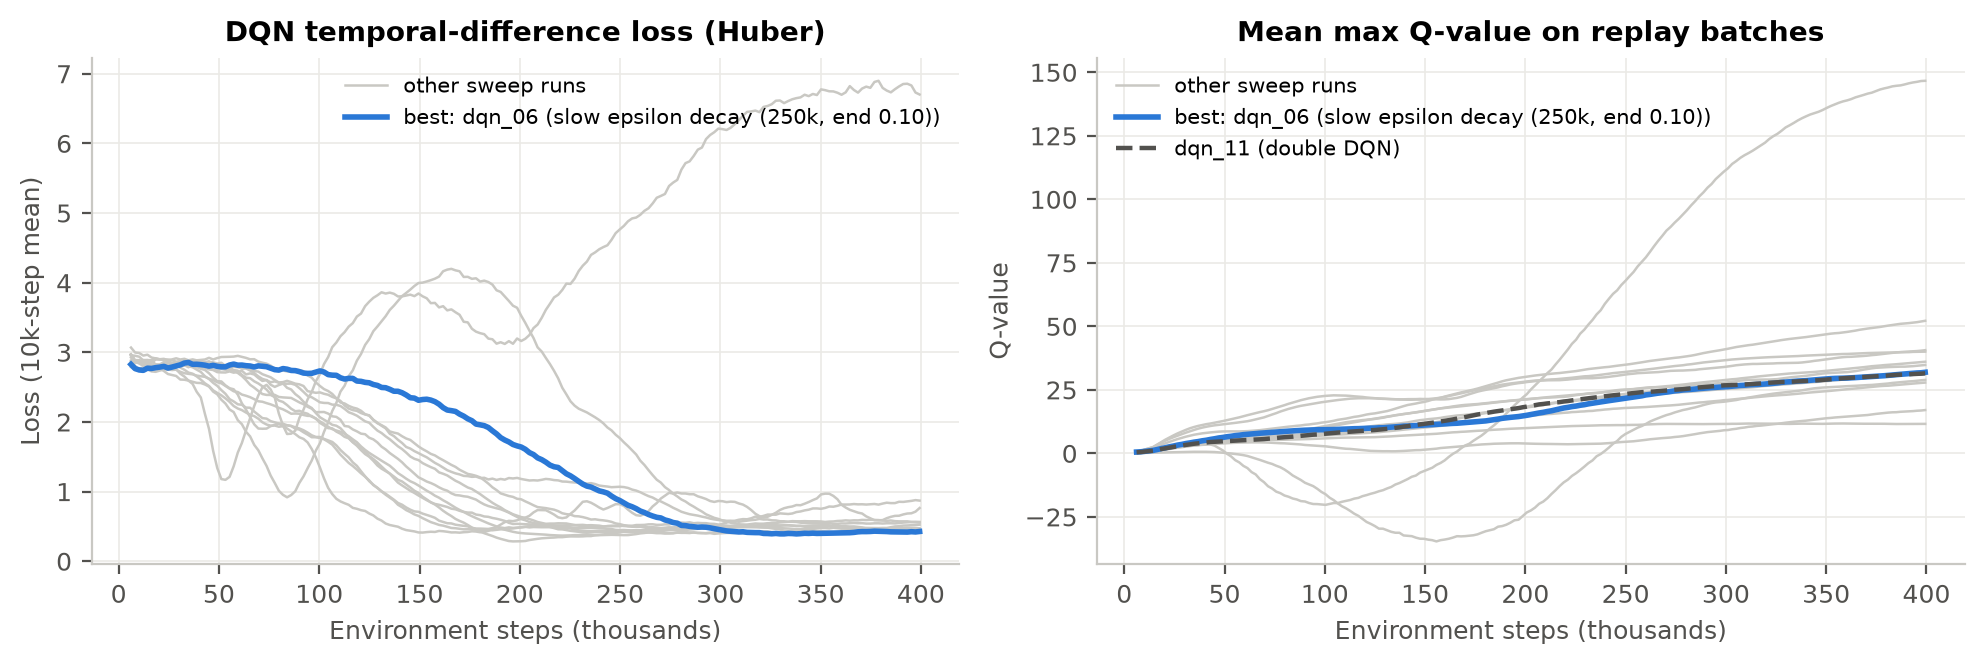 DQN temporal-difference loss (Huber)
other sweep runs
best: dqn_06 (slow epsilon decay (250k, end 0.10))
Loss (10k-step mean)
7
6
5
4
3
2
1
0
0 50 100 150 200 250 300 350 400
Environment steps (thousands)
Mean max Q-value on replay batches
other sweep runs
best: dqn_06 (slow epsilon decay (250k, end 0.10))
dqn_11 (double DQN)
Q-value
150
125
100
75
50
25
0
−25
0 50 100 150 200 250 300 350 400
Environment steps (thousands)